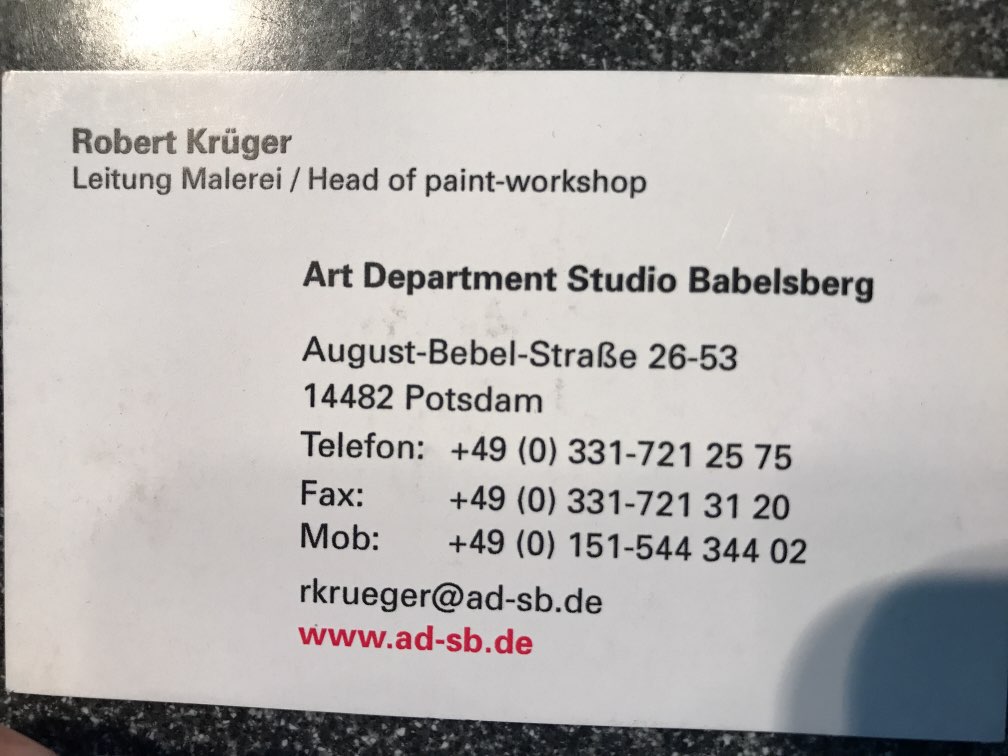 Robert Krüger
Leitung Malerei / Head of paint-workshop
Art Department Studio Babelsberg
August-Bebel-Straße 26-53
14482 Potsdam
Telefon: +49 (0) 331-721 25 75
Fax: +49 (0) 331-721 31 20
Mob: +49 (0) 151-544 344 02
rkrueger@ad-sb.de
www.ad-sb.de